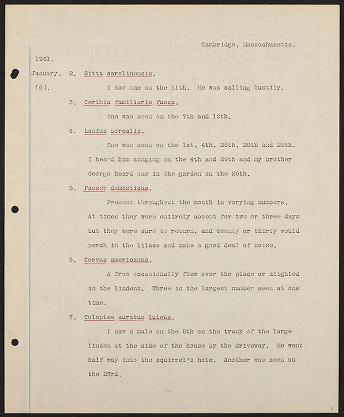 Cambridge, Massachusetts.
1901.
January. 2. Sitta carolinensis.
(6). I saw one on the 11th. He was calling lustily.
3. Certhia familiaris fusca.
One was seen on the 7th and 10th.
4. Lanius borealis.
One was seen on the 1st, 4th, 26th, 28th and 29th.
I heard him singing on the 4th and 29th and my brother
George heard one in the garden on the 26th.
5. Passer domesticus.
Present throughout the month in varying numbers.
At times they were entirely absent for two or three days
but they were sure to return, and twenty or thirty would
perch in the lilacs and make a good deal of noise.
6. Corvus americanus.
A Crow occasionally flew over the place or alighted
in the lindens. Three is the largest number seen at one
time.
7. Colaptes auratus luteus.
I saw a male on the 5th on the trunk of the large
linden at the side of the house by the driveway. He went
half way into the squirrel's hole. Another was seen on
the 23rd.